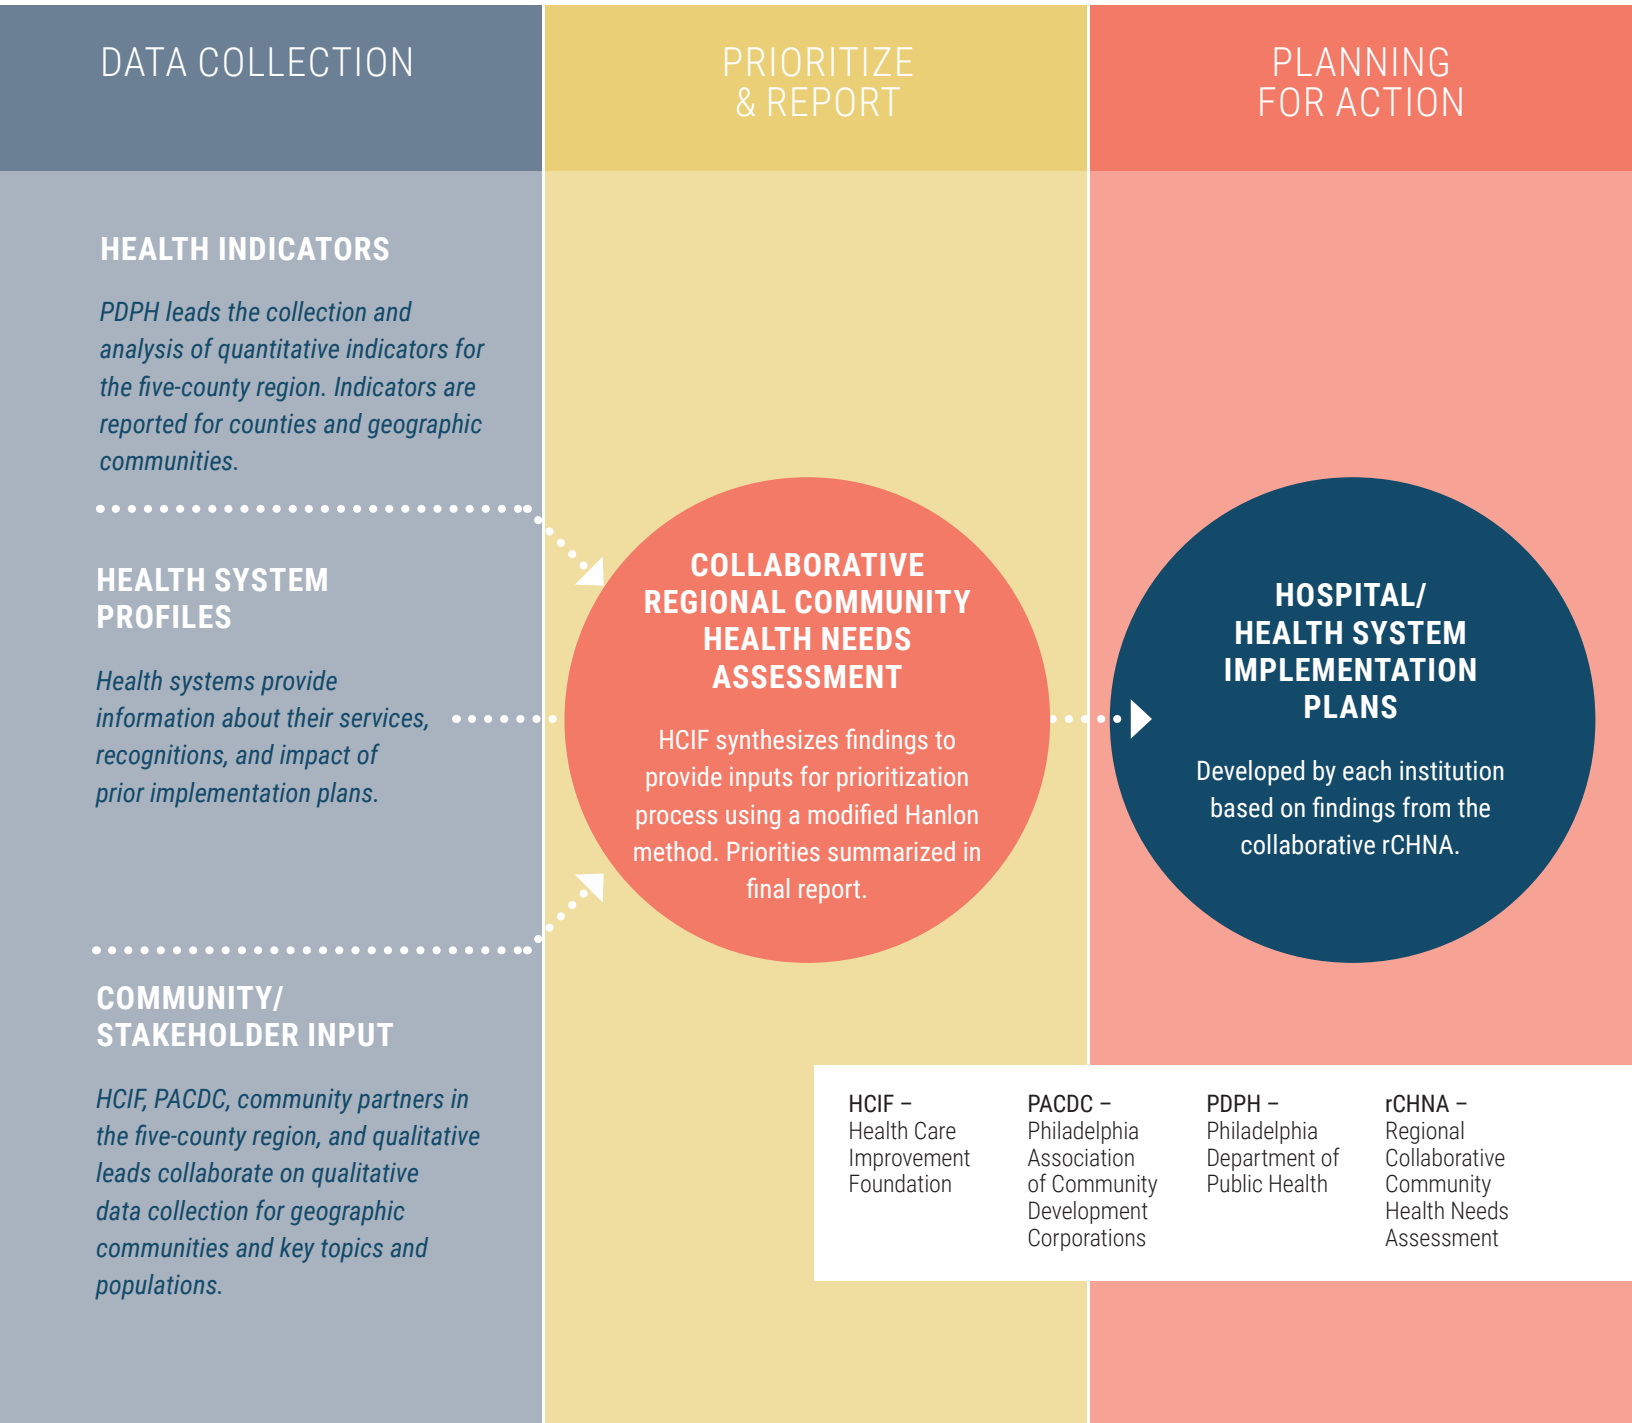 DATA COLLECTION
HEALTH INDICATORS
PDPH leads the collection and
analysis of quantitative indicators for
the five-county region. Indicators are
reported for counties and geographic
communities.
HEALTH SYSTEM
PROFILES
Health systems provide
information about their services,
recognitions, and impact of
prior implementation plans.
COMMUNITY/
STAKEHOLDER INPUT
HCIF, PACDC, community partners in
the five-county region, and qualitative
leads collaborate on qualitative
data collection for geographic
communities and key topics and
populations.
PRIORITIZE
& REPORT
COLLABORATIVE
REGIONAL COMMUNITY
HEALTH NEEDS
ASSESSMENT
HCIF synthesizes findings to
provide inputs for prioritization
process using a modified Hanlon
method. Priorities summarized in
final report.
PLANNING
FOR ACTION
HOSPITAL/
HEALTH SYSTEM
IMPLEMENTATION
PLANS
Developed by each institution
based on findings from the
collaborative rCHNA.
HCIF –
Health Care
Improvement
Foundation
PACDC –
Philadelphia
Association
of Community
Development
Corporations
PDPH –
Philadelphia
Department of
Public Health
rCHNA –
Regional
Collaborative
Community
Health Needs
Assessment